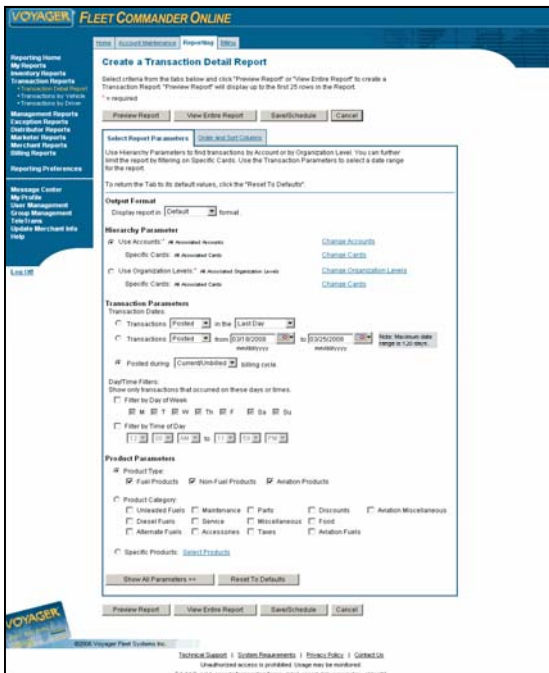 VOYAGER FLEET COMMANDER ONLINE
Home Account Maintenance Reporting Billing
Reporting Home
My Reports
Inventory Reports
Transaction Reports
• Transaction Detail Report
• Transactions by Vehicle
• Transactions by Driver
Management Reports
Exception Reports
Distributor Reports
Marketer Reports
Merchant Reports
Billing Reports
Reporting Preferences
Message Center
My Profile
User Management
Group Management
TeleTrans
Update Merchant Info
Help
Log Off
Create a Transaction Detail Report
Select criteria from the tabs below and click "Preview Report" or "View Entire Report" to create a
Transaction Report. "Preview Report" will display up to the first 25 rows in the Report.
* = required
Preview Report View Entire Report Save/Schedule Cancel
Select Report Parameters Order and Sort Columns
Use Hierarchy Parameters to find transactions by Account or by Organization Level. You can further
limit the report by filtering on Specific Cards. Use the Transaction Parameters to select a date range
for the report.
To return the Tab to its default values, click the "Reset To Defaults".
Output Format
Display report in Default format.
Hierarchy Parameter
Use Accounts:* All Associated Accounts Change Accounts
Specific Cards: All Associated Cards Change Cards
Use Organization Levels:* All Associated Organization Levels Change Organization Levels
Specific Cards: All Associated Cards Change Cards
Transaction Parameters
Transaction Dates:
Transactions Posted in the Last Day
Transactions Posted from 03/18/2008 to 03/25/2008 Note: Maximum date
range is 120 days.
mm/dd/yyyy mm/dd/yyyy
Posted during Current/Unbilled billing cycle.
Day/Time Filters:
Show only transactions that occurred on these days or times.
Filter by Day of Week
M T W Th F Sa Su
Filter by Time of Day
12 00 AM to 11 59 PM
Product Parameters
Product Type:
Fuel Products Non-Fuel Products Aviation Products
Product Category:
Unleaded Fuels Maintenance Parts Discounts Aviation Miscellaneous
Diesel Fuels Service Miscellaneous Food
Alternate Fuels Accessories Taxes Aviation Fuels
Specific Products: Select Products
Show All Parameters ++ Reset To Defaults
Preview Report View Entire Report Save/Schedule Cancel
VOYAGER
©2008 Voyager Fleet Systems Inc.
Technical Support | System Requirements | Privacy Policy | Contact Us
Unauthorized access is prohibited. Usage may be monitored.